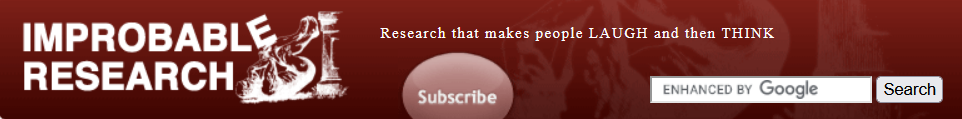 IMPROBABLE
RESEARCH
Research that makes people LAUGH and then THINK
Subscribe
ENHANCED BY Google
Search